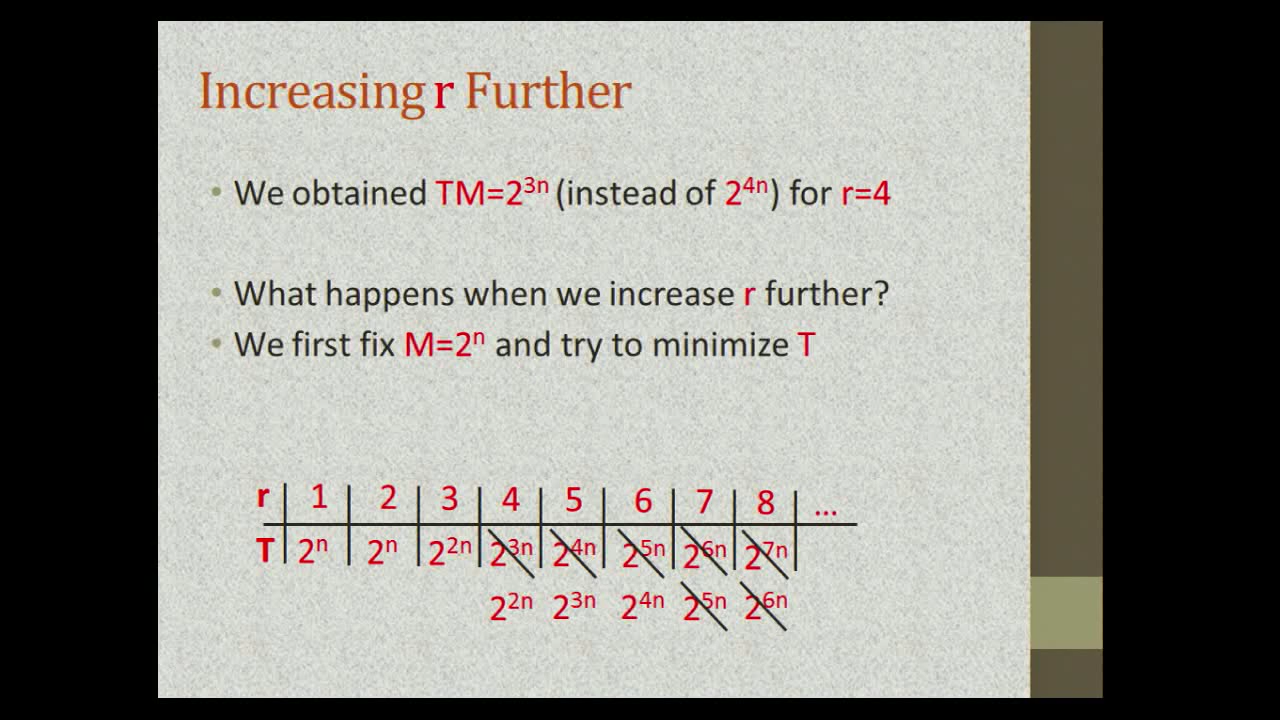 Increasing r Further
• We obtained TM=2^3n (instead of 2^4n) for r=4
• What happens when we increase r further?
• We first fix M=2^n and try to minimize T
r 1 2 3 4 5 6 7 8 ...
T 2^n 2^n 2^2n 2^3n 2^4n 2^5n 2^6n 2^7n
2^2n 2^3n 2^4n 2^5n 2^6n